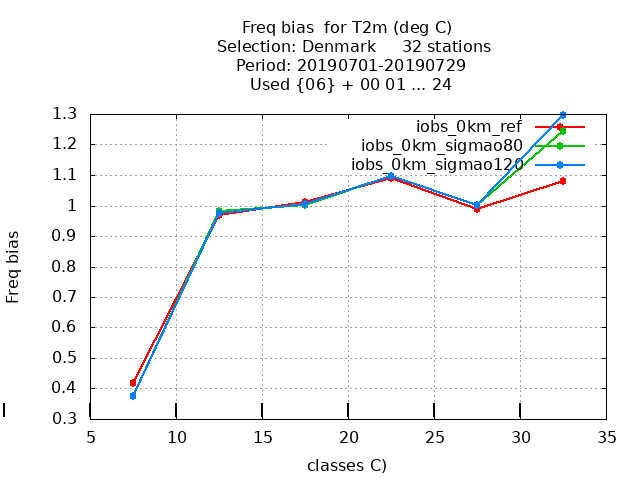 Freq bias  for T2m (deg C)
Selection: Denmark     32 stations
Period: 20190701-20190729
Used {06} + 00 01 ... 24
iobs_0km_ref
iobs_0km_sigmao80
iobs_0km_sigmao120
1.3
1.2
1.1
1
0.9
0.8
0.7
0.6
0.5
0.4
0.3
Freq bias
5 10 15 20 25 30 35
classes C)